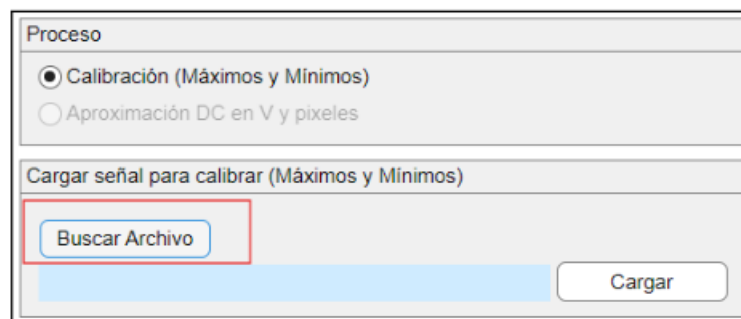 Proceso
Calibración (Máximos y Mínimos)
Aproximación DC en V y pixeles
Cargar señal para calibrar (Máximos y Mínimos)
Buscar Archivo
Cargar